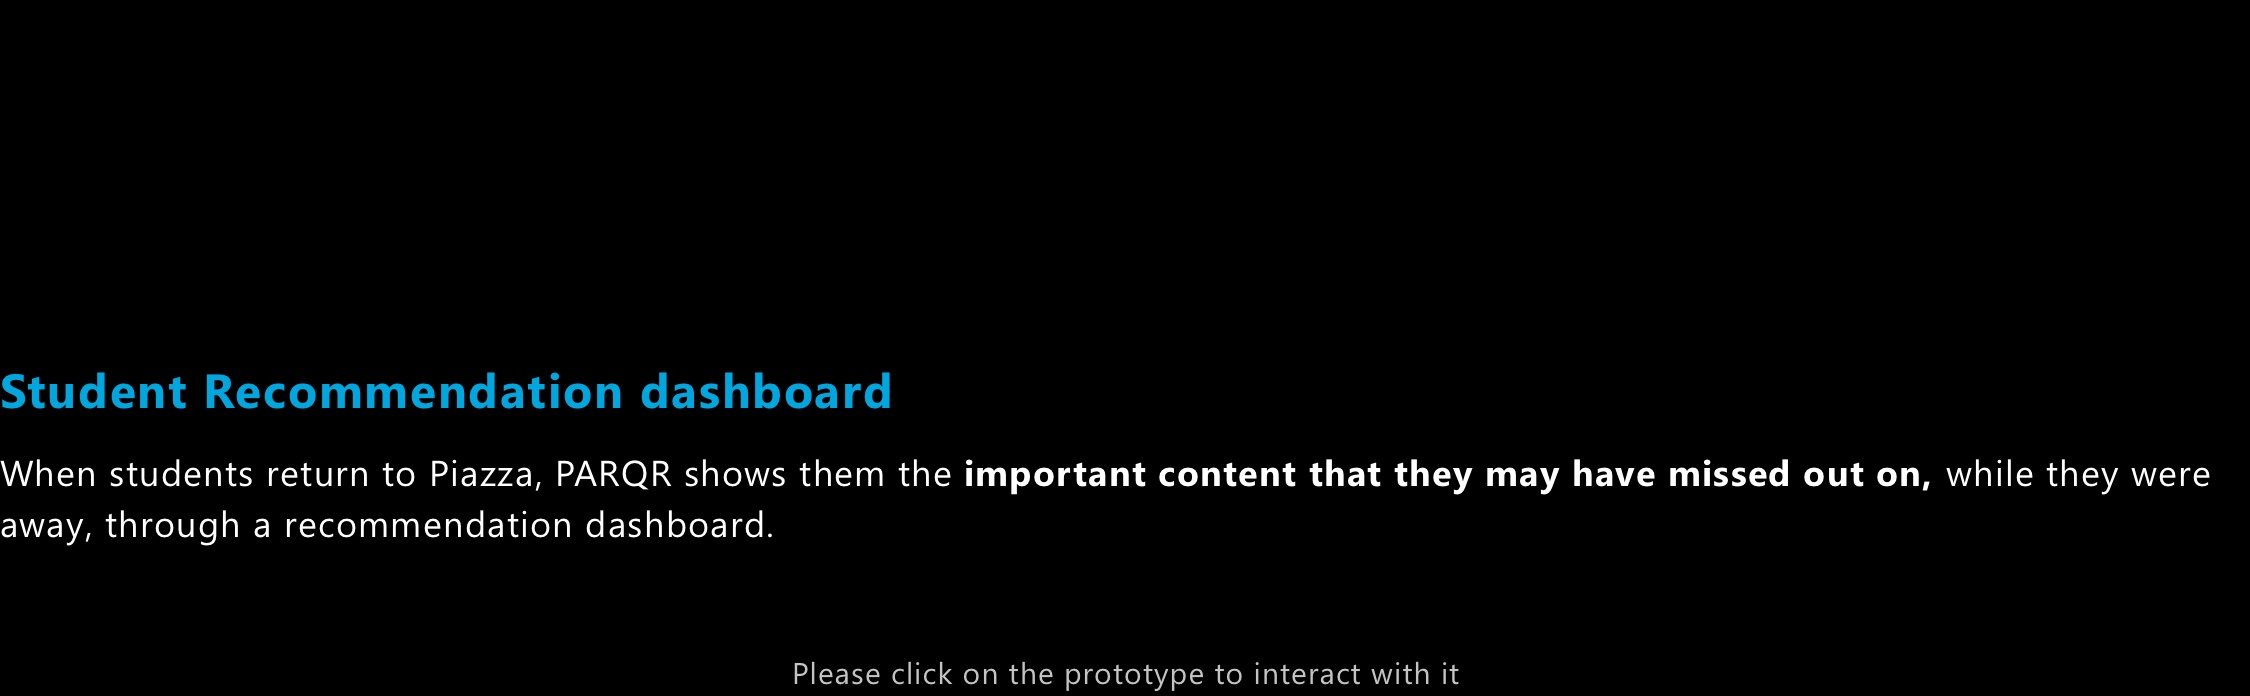 Student Recommendation dashboard
When students return to Piazza, PARQR shows them the important content that they may have missed out on, while they were
away, through a recommendation dashboard.
Please click on the prototype to interact with it